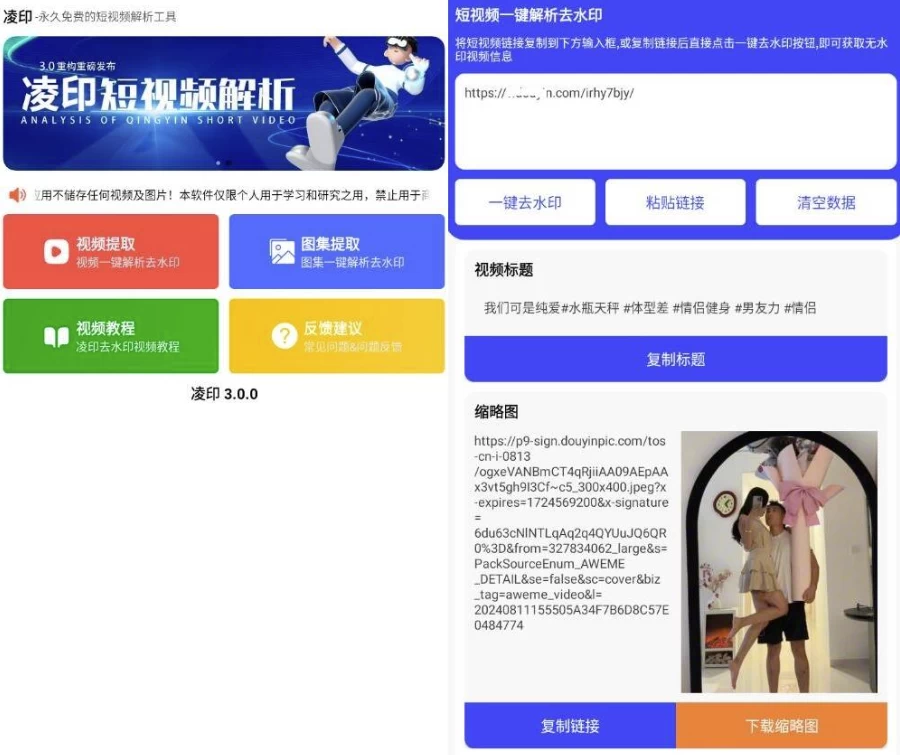 凌印-永久免费的短视频解析工具
3.0重构重磅发布
凌印短视频解析
ANALYSIS OF QINGYIN SHORT VIDEO
应用不储存任何视频及图片！本软件仅限个人用于学习和研究之用，禁止用于
视频提取
视频一键解析去水印
图集提取
图集一键解析去水印
视频教程
凌印去水印视频教程
反馈建议
常见问题&问题反馈
凌印 3.0.0
短视频一键解析去水印
将短视频链接复制到下方输入框,或复制链接后直接点击一键去水印按钮,即可获取无水
印视频信息
https:// n.com/irhy7bjy/
一键去水印
粘贴链接
清空数据
视频标题
我们可是纯爱#水瓶天秤 #体型差 #情侣健身 #男友力 #情侣
复制标题
缩略图
https://p9-sign.douyinpic.com/tos
-cn-i-0813
/ogxeVANBmCT4qRjiiAA09AEpAA
x3vt5gh9I3Cf~c5_300x400.jpeg?x
-expires=1724569200&x-signature
=
6du63cNlNTLqAq2q4QYUuJQ6QR
0%3D&from=327834062_large&s=
PackSourceEnum_AWEME
_DETAIL&se=false&sc=cover&biz
_tag=aweme_video&l=
20240811155505A34F7B6D8C57E
0484774
复制链接
下载缩略图